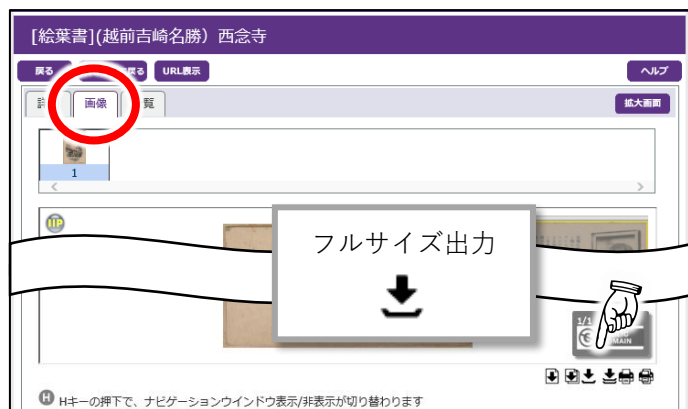 [絵葉書](越前吉崎名勝）西念寺
戻る
戻る
URL表示
ヘルプ
画像
覧
拡大画面
1
IIP
フルサイズ出力
1/1
MAIN
H Hキーの押下で、ナビゲーションウインドウ表示/非表示が切り替わります